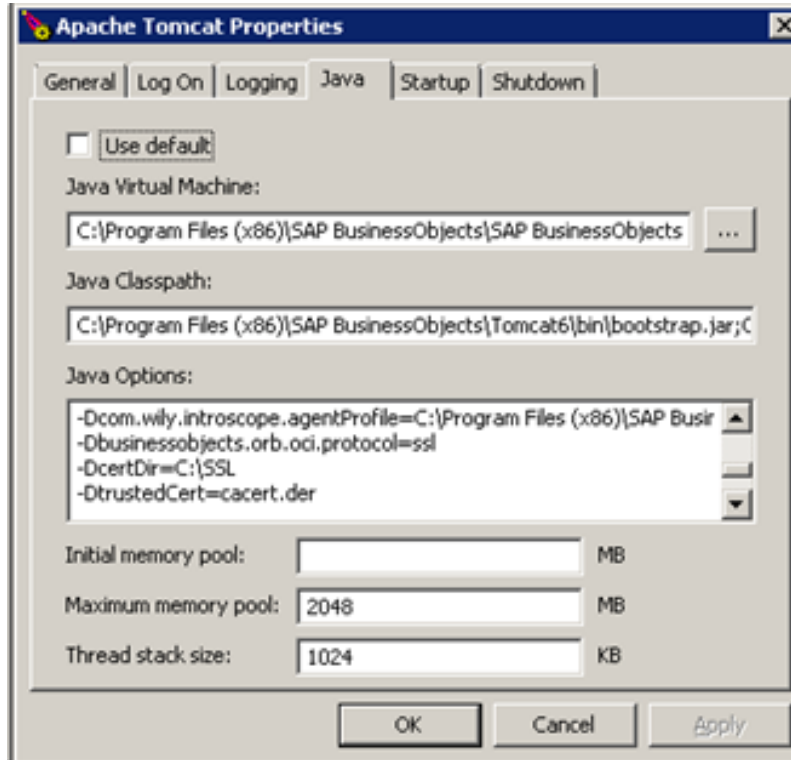 Apache Tomcat Properties
General Log On Logging Java Startup Shutdown
Use default
Java Virtual Machine:
C:\Program Files (x86)\SAP BusinessObjects\SAP BusinessObjects ...
Java Classpath:
C:\Program Files (x86)\SAP BusinessObjects\Tomcat6\bin\bootstrap.jar;C
Java Options:
-Dcom.wily.introscope.agentProfile=C:\Program Files (x86)\SAP Busir
-Dbusinessobjects.orb.oci.protocol=ssl
-DcertDir=C:\SSL
-DtrustedCert=cacert.der
Initial memory pool: MB
Maximum memory pool: 2048 MB
Thread stack size: 1024 KB
OK Cancel Apply